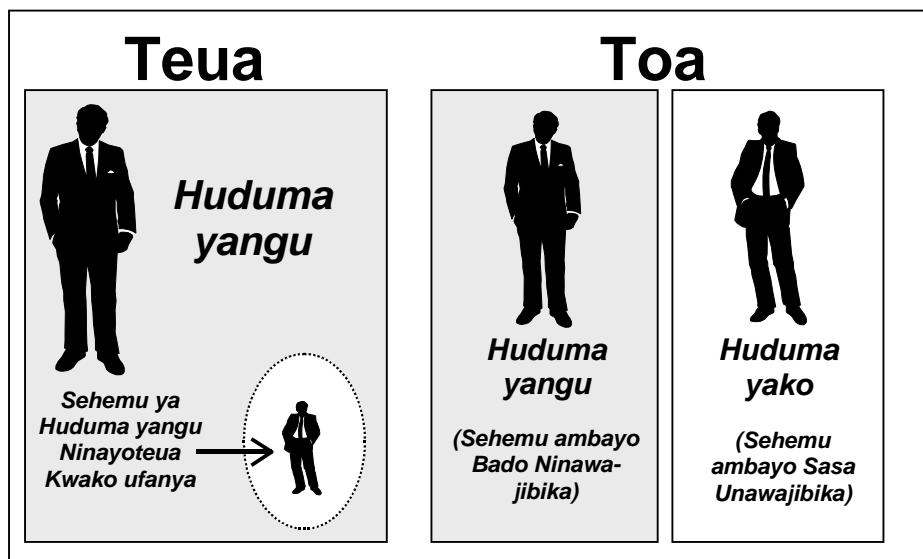 Teua
Huduma
yangu
Sehemu ya
Huduma yangu
Ninayoteua
Kwako ufanya
Toa
Huduma
yangu
(Sehemu ambayo
Bado Ninawa-
jibika)
Huduma
yako
(Sehemu
ambayo Sasa
Unawajibika)